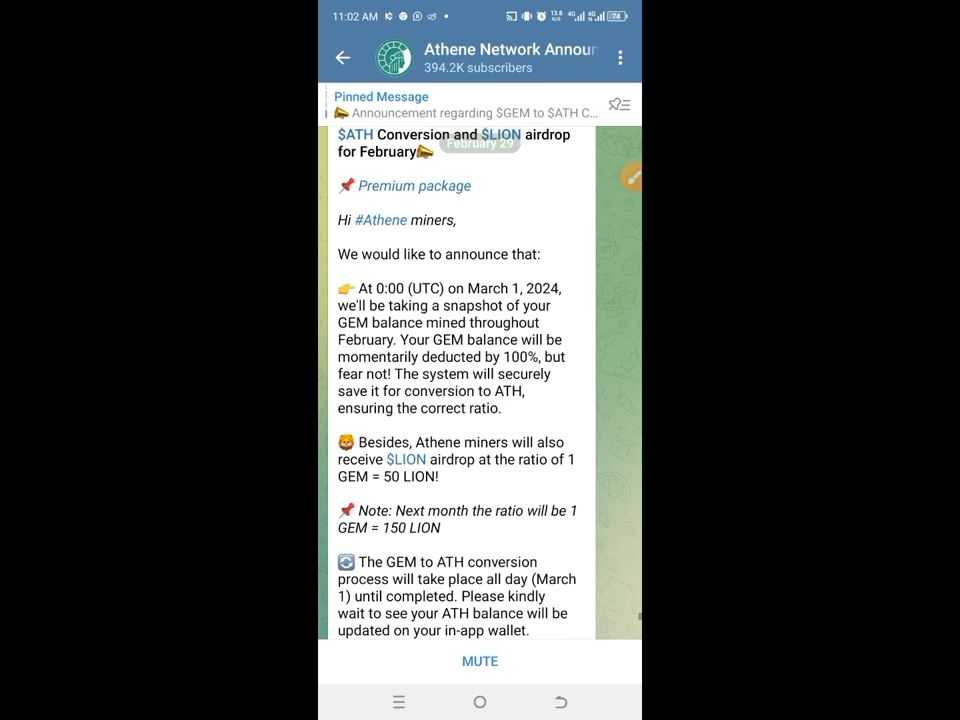 11:02 AM
13.8
K/S
4G
4G
74
Athene Network Announ
394.2K subscribers
Pinned Message
Announcement regarding $GEM to $ATH C...
$ATH Conversion and $LION airdrop
for February
February 29
Premium package
Hi #Athene miners,
We would like to announce that:
At 0:00 (UTC) on March 1, 2024,
we'll be taking a snapshot of your
GEM balance mined throughout
February. Your GEM balance will be
momentarily deducted by 100%, but
fear not! The system will securely
save it for conversion to ATH,
ensuring the correct ratio.
Besides, Athene miners will also
receive $LION airdrop at the ratio of 1
GEM = 50 LION!
Note: Next month the ratio will be 1
GEM = 150 LION
The GEM to ATH conversion
process will take place all day (March
1) until completed. Please kindly
wait to see your ATH balance will be
updated on your in-app wallet.
MUTE